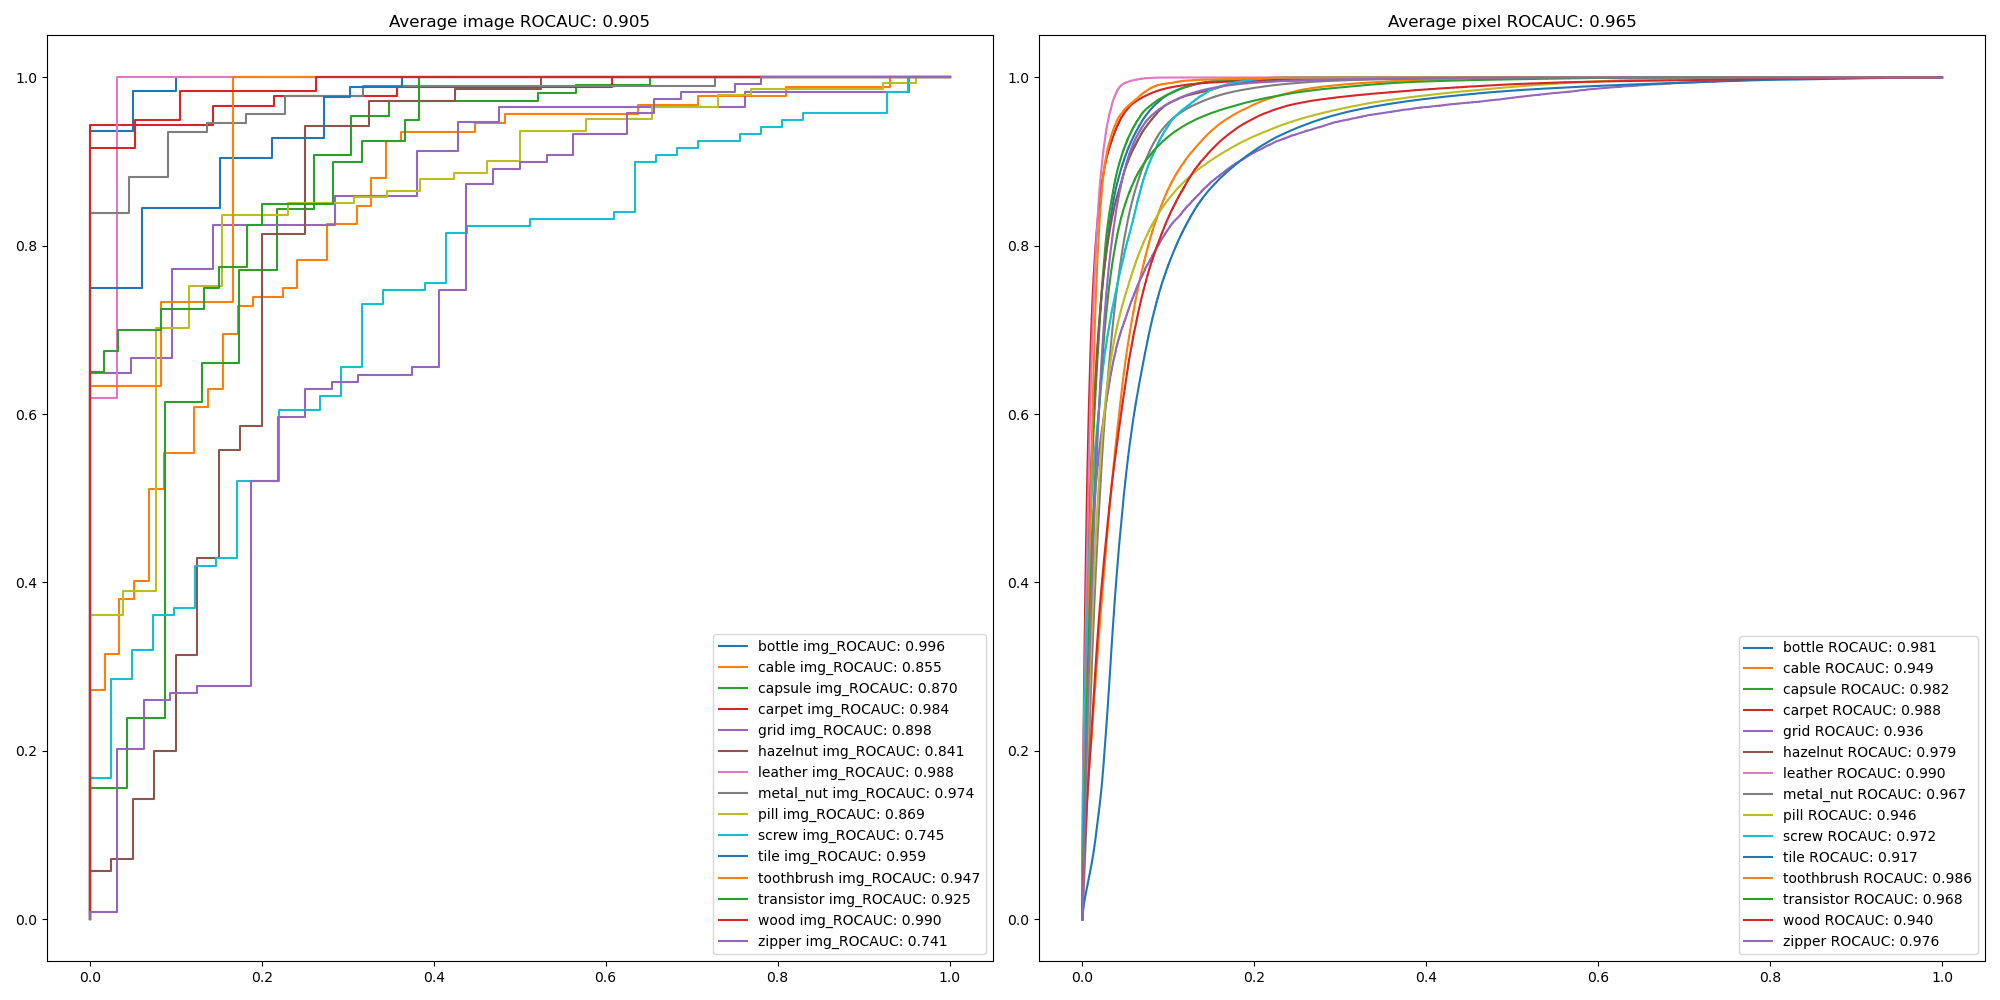 Average image ROCAUC: 0.905
1.0
0.8
0.6
0.4
0.2
0.0
0.0 0.2 0.4 0.6 0.8 1.0
bottle img_ROCAUC: 0.996
cable img_ROCAUC: 0.855
capsule img_ROCAUC: 0.870
carpet img_ROCAUC: 0.984
grid img_ROCAUC: 0.898
hazelnut img_ROCAUC: 0.841
leather img_ROCAUC: 0.988
metal_nut img_ROCAUC: 0.974
pill img_ROCAUC: 0.869
screw img_ROCAUC: 0.745
tile img_ROCAUC: 0.959
toothbrush img_ROCAUC: 0.947
transistor img_ROCAUC: 0.925
wood img_ROCAUC: 0.990
zipper img_ROCAUC: 0.741
Average pixel ROCAUC: 0.965
1.0
0.8
0.6
0.4
0.2
0.0
0.0 0.2 0.4 0.6 0.8 1.0
bottle ROCAUC: 0.981
cable ROCAUC: 0.949
capsule ROCAUC: 0.982
carpet ROCAUC: 0.988
grid ROCAUC: 0.936
hazelnut ROCAUC: 0.979
leather ROCAUC: 0.990
metal_nut ROCAUC: 0.967
pill ROCAUC: 0.946
screw ROCAUC: 0.972
tile ROCAUC: 0.917
toothbrush ROCAUC: 0.986
transistor ROCAUC: 0.968
wood ROCAUC: 0.940
zipper ROCAUC: 0.976